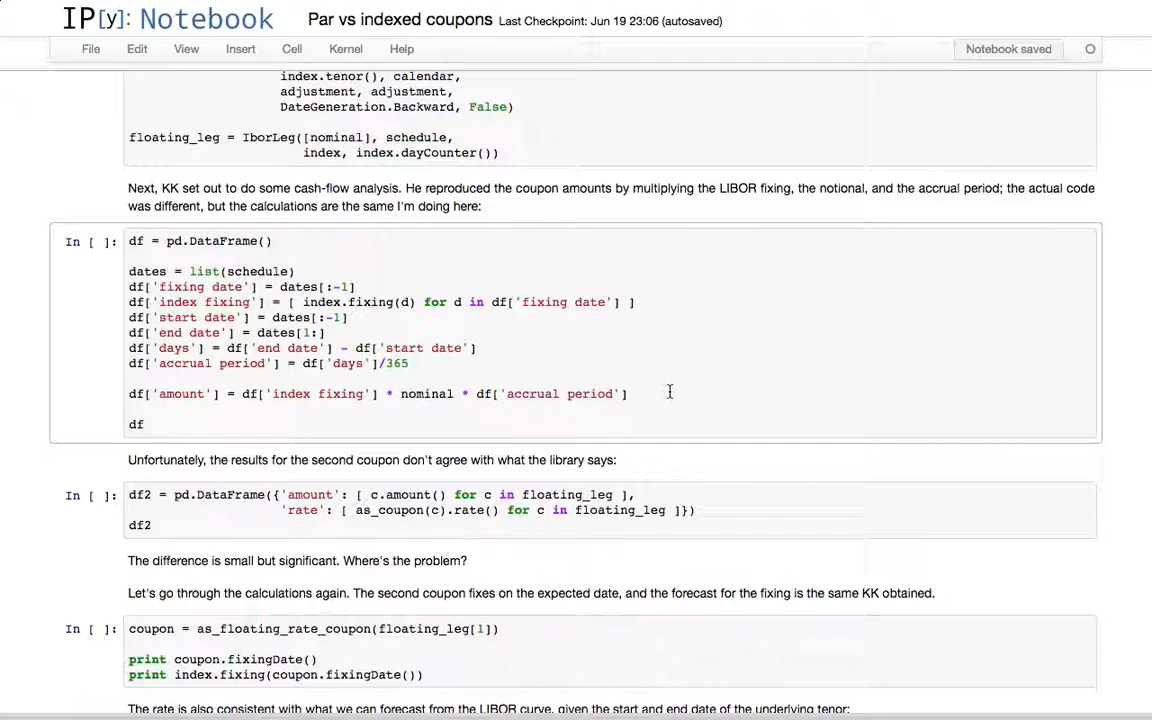 IP[y]: Notebook
Par vs indexed coupons Last Checkpoint: Jun 19 23:06 (autosaved)
File Edit View Insert Cell Kernel Help
Notebook saved
index.tenor(), calendar,
adjustment, adjustment,
DateGeneration.Backward, False)
floating_leg = IborLeg([nominal], schedule,
index, index.dayCounter())
Next, KK set out to do some cash-flow analysis. He reproduced the coupon amounts by multiplying the LIBOR fixing, the notional, and the accrual period; the actual code
was different, but the calculations are the same I'm doing here:
In [ ]: df = pd.DataFrame()
dates = list(schedule)
df['fixing date'] = dates[:-1]
df['index fixing'] = [ index.fixing(d) for d in df['fixing date'] ]
df['start date'] = dates[:-1]
df['end date'] = dates[1:]
df['days'] = df['end date'] - df['start date']
df['accrual period'] = df['days']/365
df['amount'] = df['index fixing'] * nominal * df['accrual period']
df
Unfortunately, the results for the second coupon don't agree with what the library says:
In [ ]: df2 = pd.DataFrame({'amount': [ c.amount() for c in floating_leg ],
'rate': [ as_coupon(c).rate() for c in floating_leg ]})
df2
The difference is small but significant. Where's the problem?
Let's go through the calculations again. The second coupon fixes on the expected date, and the forecast for the fixing is the same KK obtained.
In [ ]: coupon = as_floating_rate_coupon(floating_leg[1])
print coupon.fixingDate()
print index.fixing(coupon.fixingDate())
The rate is also consistent with what we can forecast from the LIBOR curve, given the start and end date of the underlying tenor: